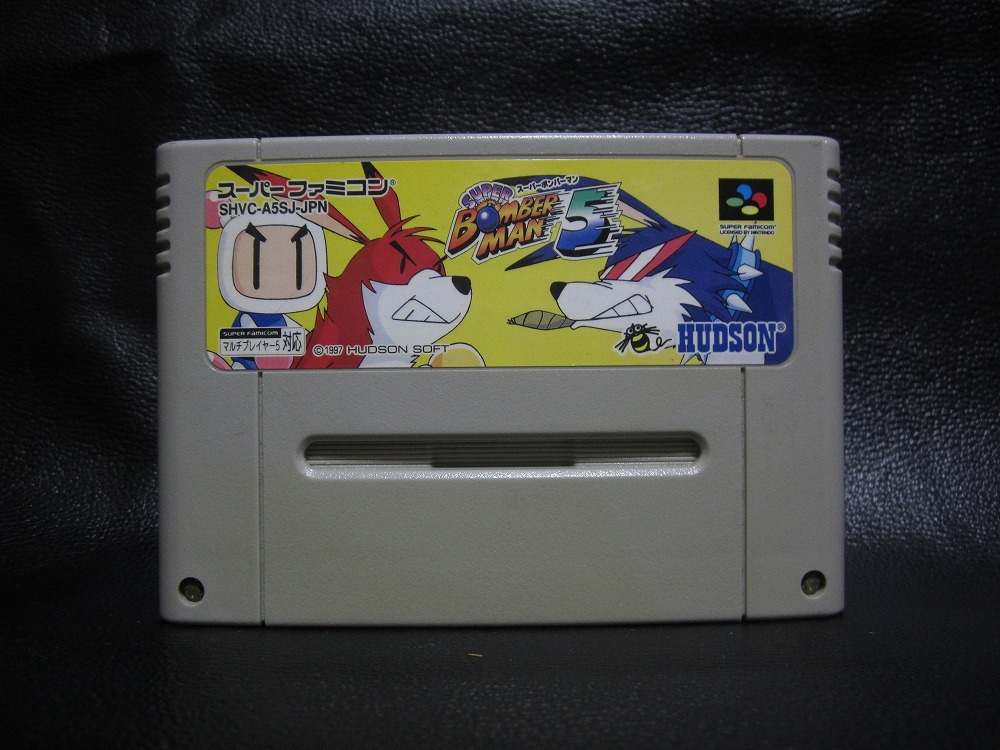 スーパーファミコン®
SHVC-A5SJ-JPN
スーパーボンバーマン
SUPER
BOMBER
MAN
5
SUPER FAMICOM®
LICENSED BY NINTENDO
SUPER FAMICOM
マルチプレイヤー5 対応
©1997 HUDSON SOFT
HUDSON®